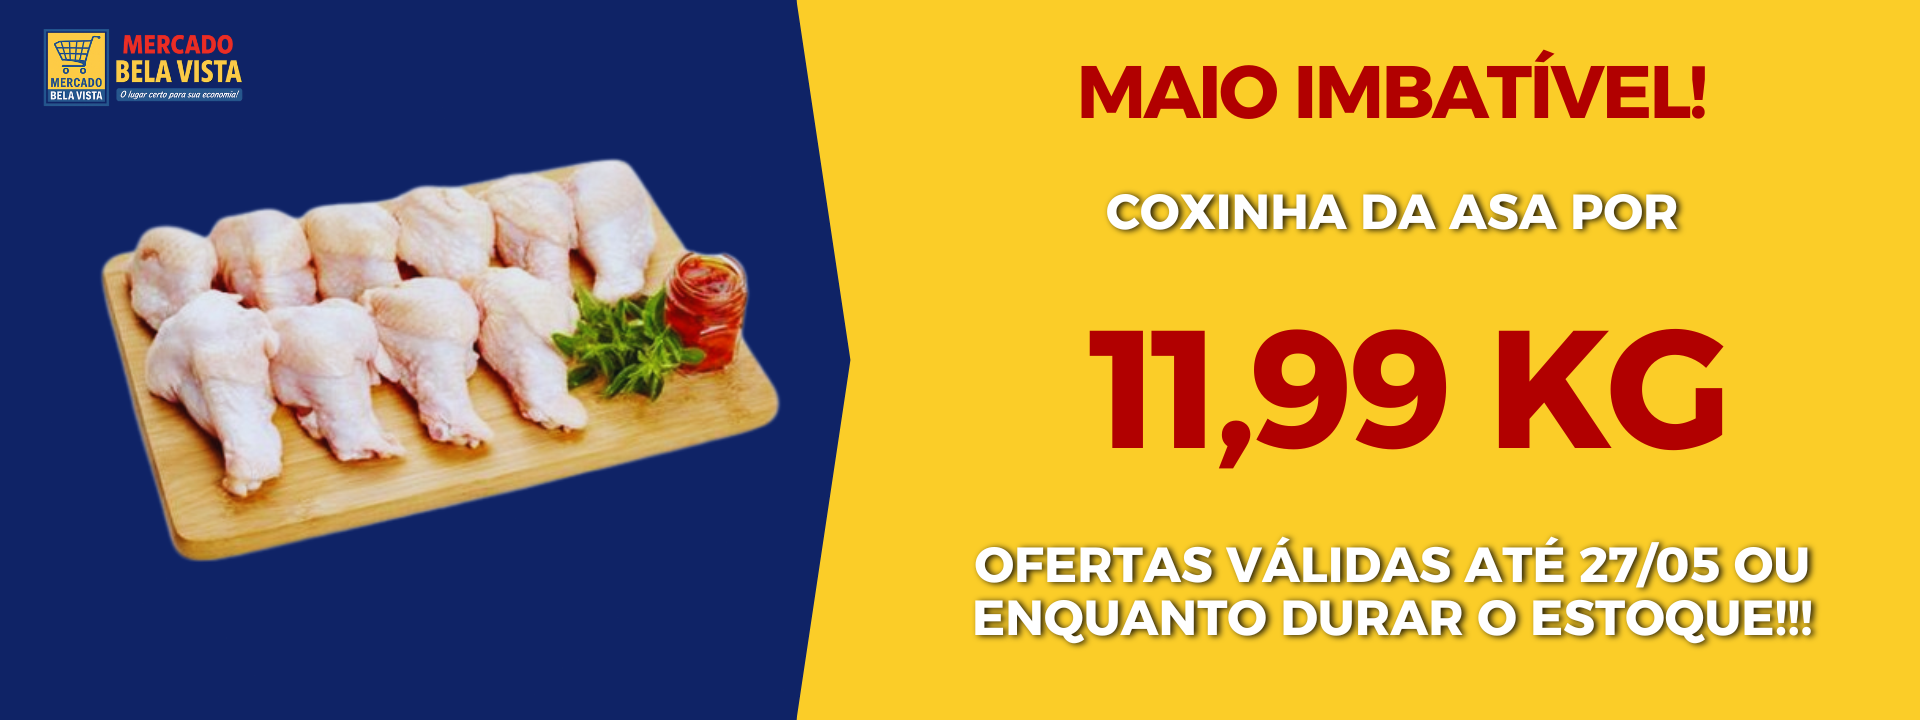 MERCADO
BELA VISTA
MERCADO
BELA VISTA
O lugar certo para sua economia!
MAIO IMBATÍVEL!
COXINHA DA ASA POR
11,99 KG
OFERTAS VÁLIDAS ATÉ 27/05 OU
ENQUANTO DURAR O ESTOQUE!!!